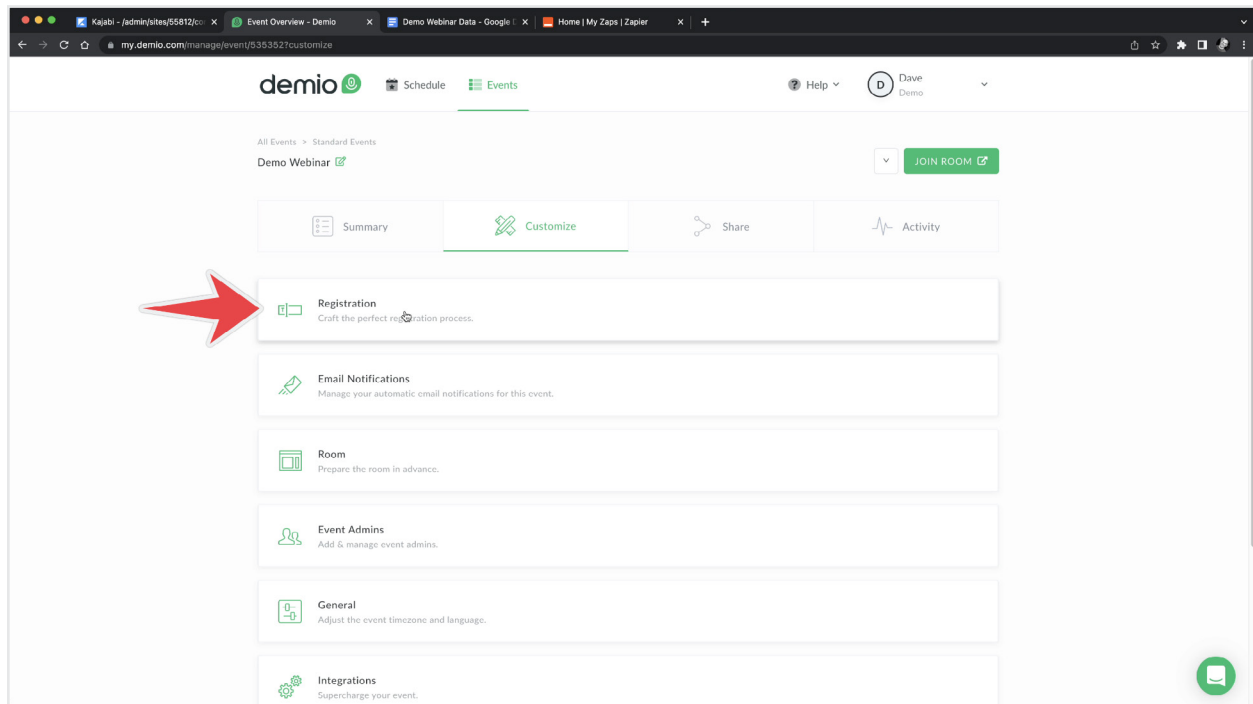 Kajabi - /admin/sites/55812/co
Event Overview - Demio
Demo Webinar Data - Google D
Home | My Zaps | Zapier
my.demio.com/manage/event/535352?customize
demio
Schedule
Events
Help
D
Dave
Demo
All Events > Standard Events
Demo Webinar
JOIN ROOM
Summary
Customize
Share
Activity
Registration
Craft the perfect registration process.
Email Notifications
Manage your automatic email notifications for this event.
Room
Prepare the room in advance.
Event Admins
Add & manage event admins.
General
Adjust the event timezone and language.
Integrations
Supercharge your event.